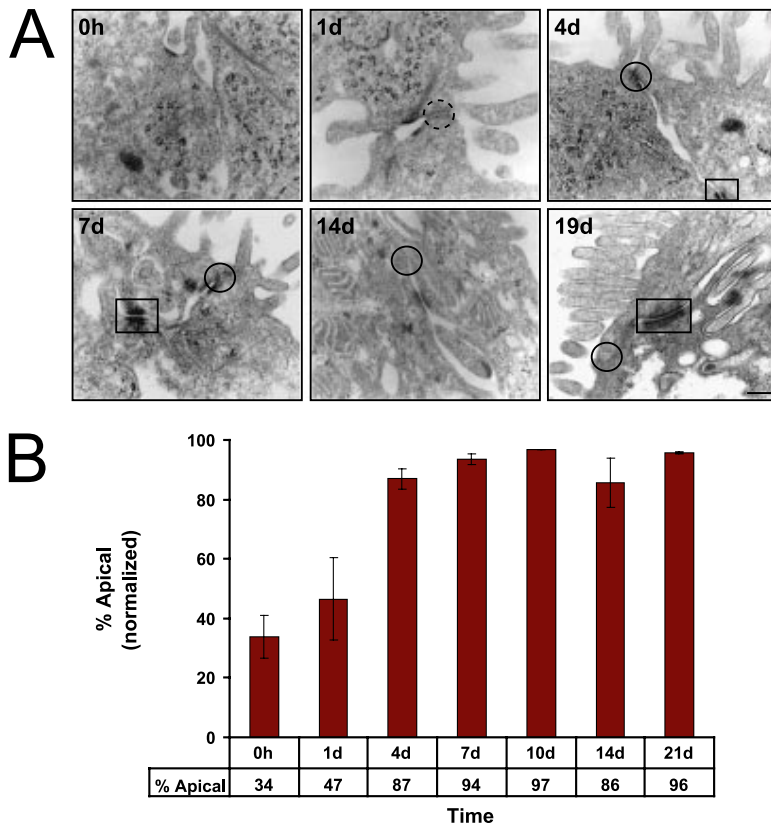 A
0h
1d
4d
7d
14d
19d
B
% Apical
(normalized)
100
80
60
40
20
0
0h 1d 4d 7d 10d 14d 21d
% Apical 34 47 87 94 97 86 96
Time